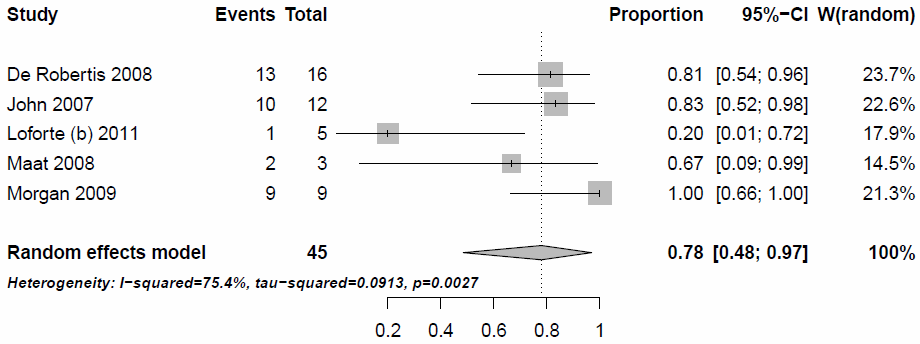 Study Events Total Proportion 95%−CI W(random)
De Robertis 2008 13 16 0.81 [0.54; 0.96] 23.7%
John 2007 10 12 0.83 [0.52; 0.98] 22.6%
Loforte (b) 2011 1 5 0.20 [0.01; 0.72] 17.9%
Maat 2008 2 3 0.67 [0.09; 0.99] 14.5%
Morgan 2009 9 9 1.00 [0.66; 1.00] 21.3%
Random effects model 45 0.78 [0.48; 0.97] 100%
Heterogeneity: I−squared=75.4%, tau−squared=0.0913, p=0.0027
0.2 0.4 0.6 0.8 1